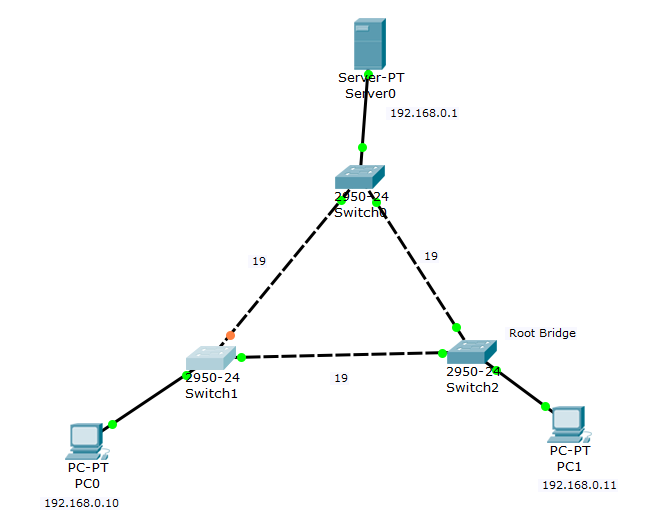 Server-PT
Server0
192.168.0.1
2950-24
Switch0
19
19
Root Bridge
2950-24
Switch1
19
2950-24
Switch2
PC-PT
PC0
192.168.0.10
PC-PT
PC1
192.168.0.11